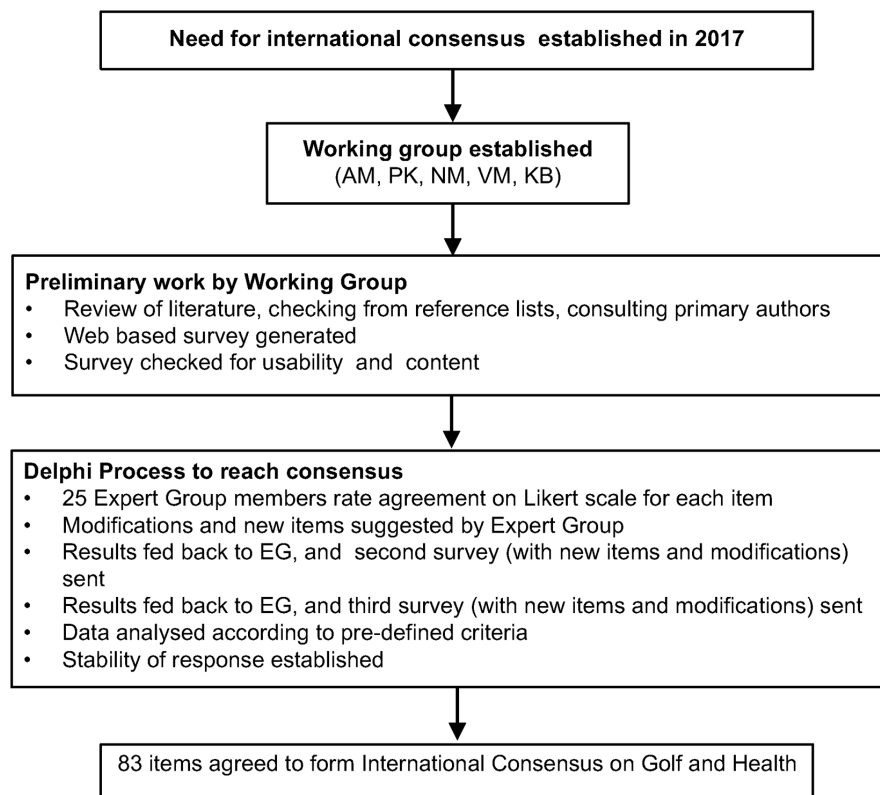 Need for international consensus established in 2017
Working group established
(AM, PK, NM, VM, KB)
Preliminary work by Working Group
• Review of literature, checking from reference lists, consulting primary authors
• Web based survey generated
• Survey checked for usability and content
Delphi Process to reach consensus
• 25 Expert Group members rate agreement on Likert scale for each item
• Modifications and new items suggested by Expert Group
• Results fed back to EG, and second survey (with new items and modifications)
sent
• Results fed back to EG, and third survey (with new items and modifications) sent
• Data analysed according to pre-defined criteria
• Stability of response established
83 items agreed to form International Consensus on Golf and Health